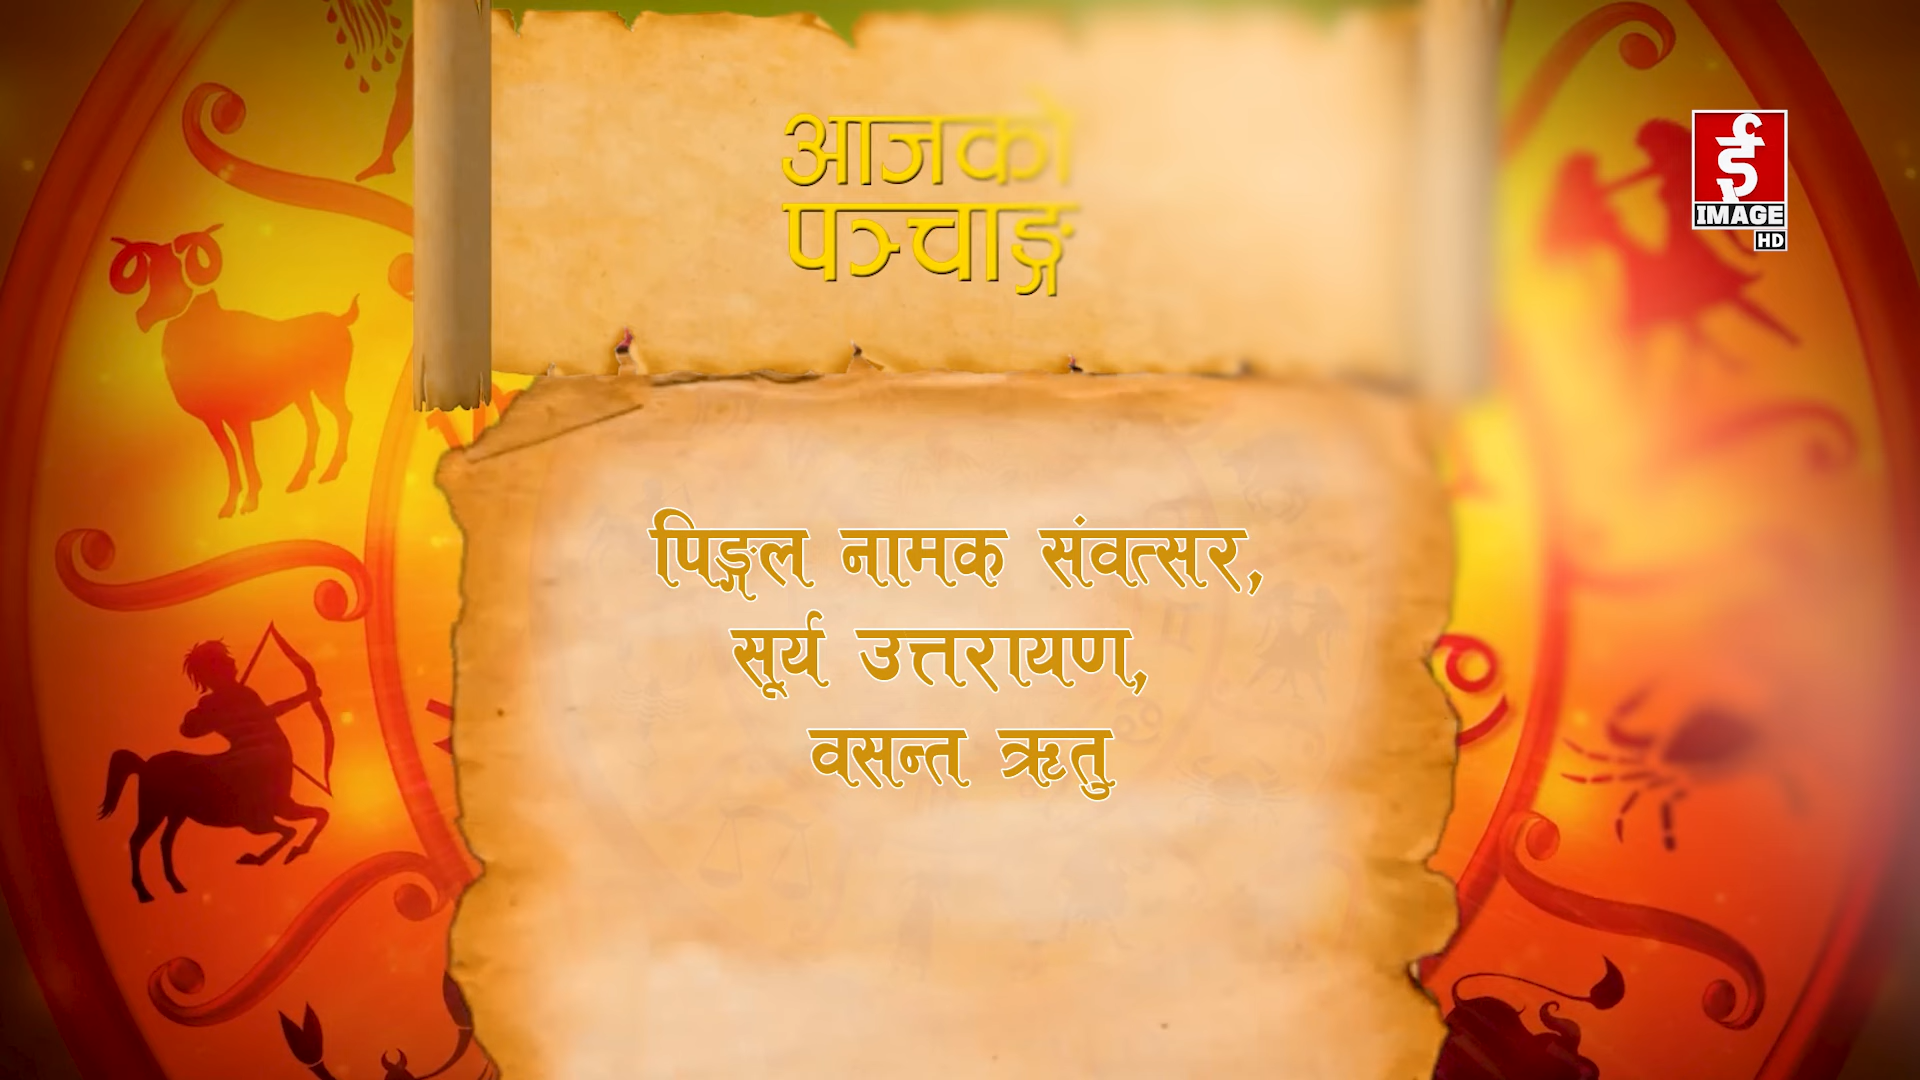 आजको
पञ्चाङ्ग
ई
IMAGE
HD
पिङ्गल नामक संवत्सर,
सूर्य उत्तरायण,
वसन्त ऋतु